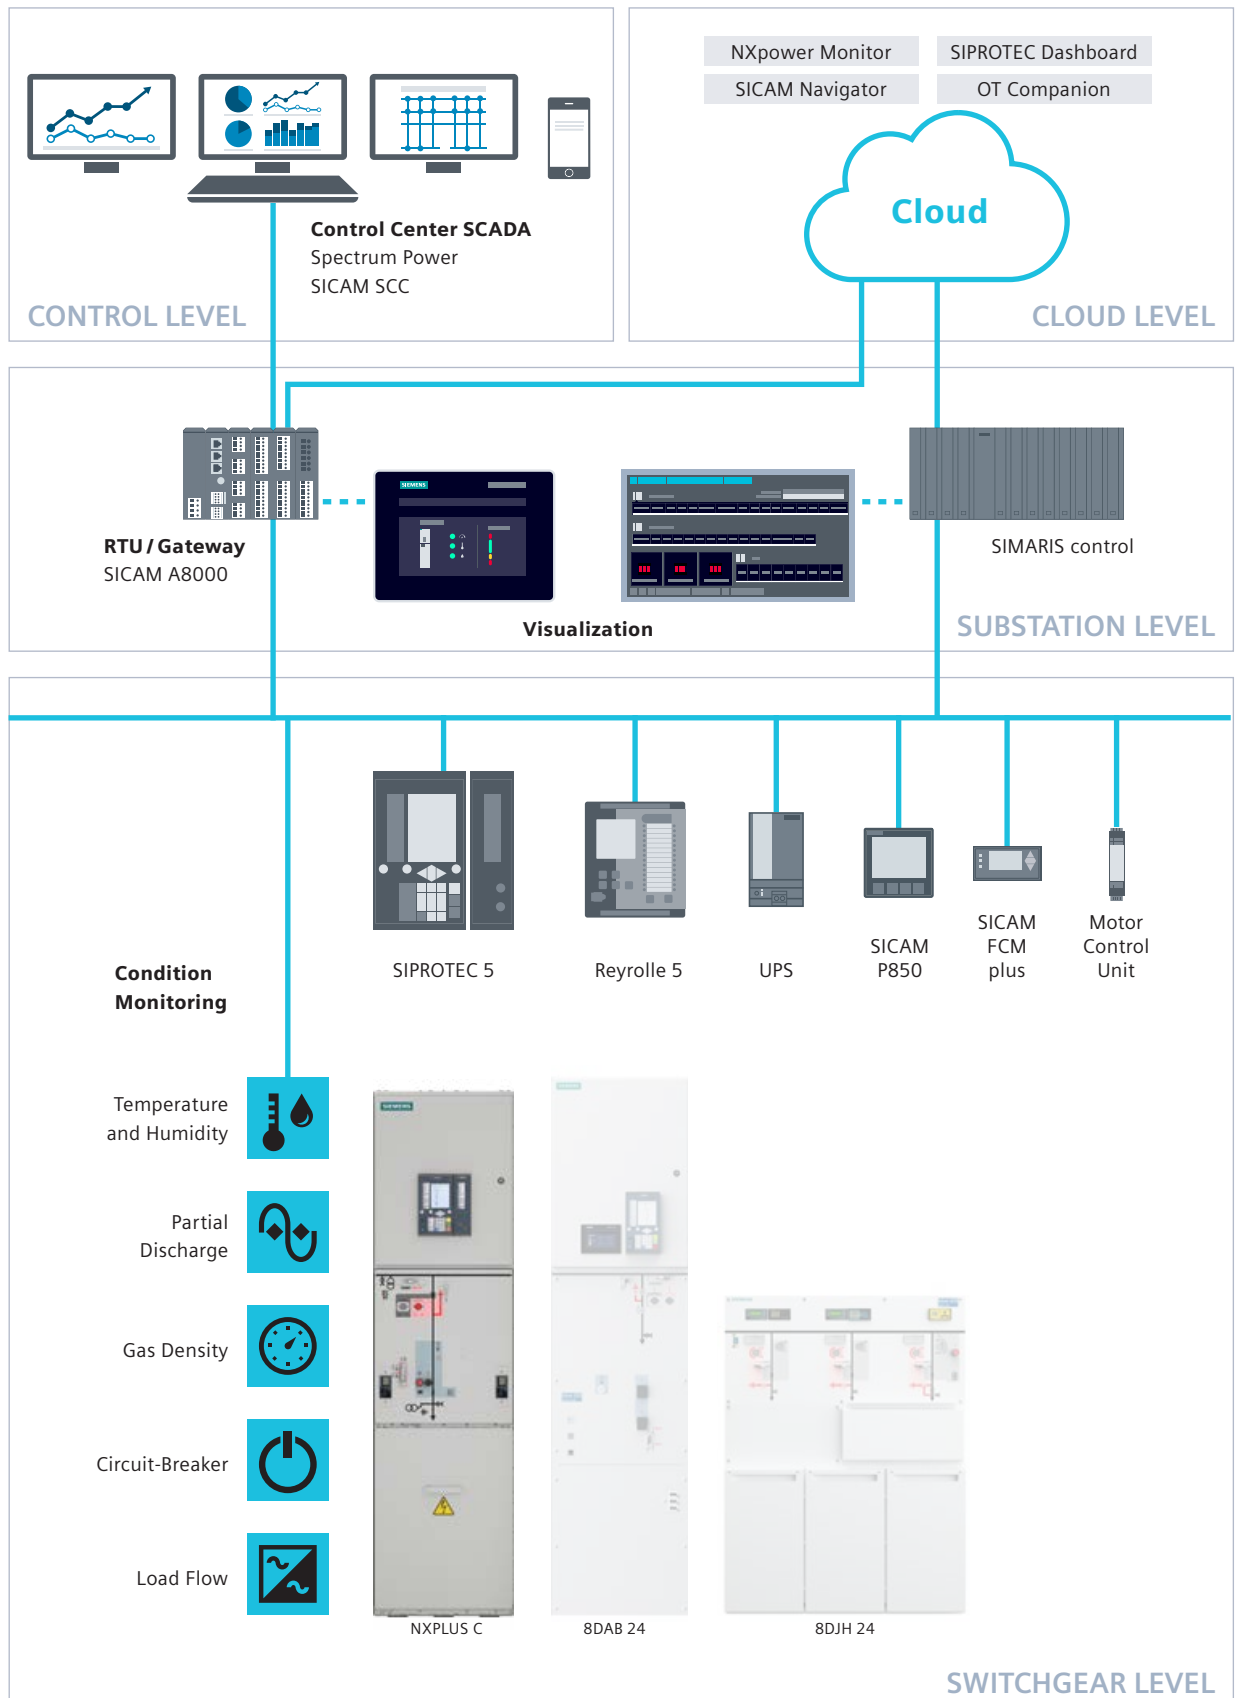 NXpower Monitor
SIPROTEC Dashboard
SICAM Navigator
OT Companion
Cloud
Control Center SCADA
Spectrum Power
SICAM SCC
CONTROL LEVEL
CLOUD LEVEL
SIEMENS
RTU / Gateway
SICAM A8000
SIMARIS control
Visualization
SUBSTATION LEVEL
SIPROTEC 5
Reyrolle 5
UPS
SICAM
P850
SICAM
FCM
plus
Motor
Control
Unit
Condition
Monitoring
Temperature
and Humidity
Partial
Discharge
Gas Density
Circuit-Breaker
Load Flow
SIEMENS
SIEMENS
NXPLUS C
8DAB 24
8DJH 24
SWITCHGEAR LEVEL